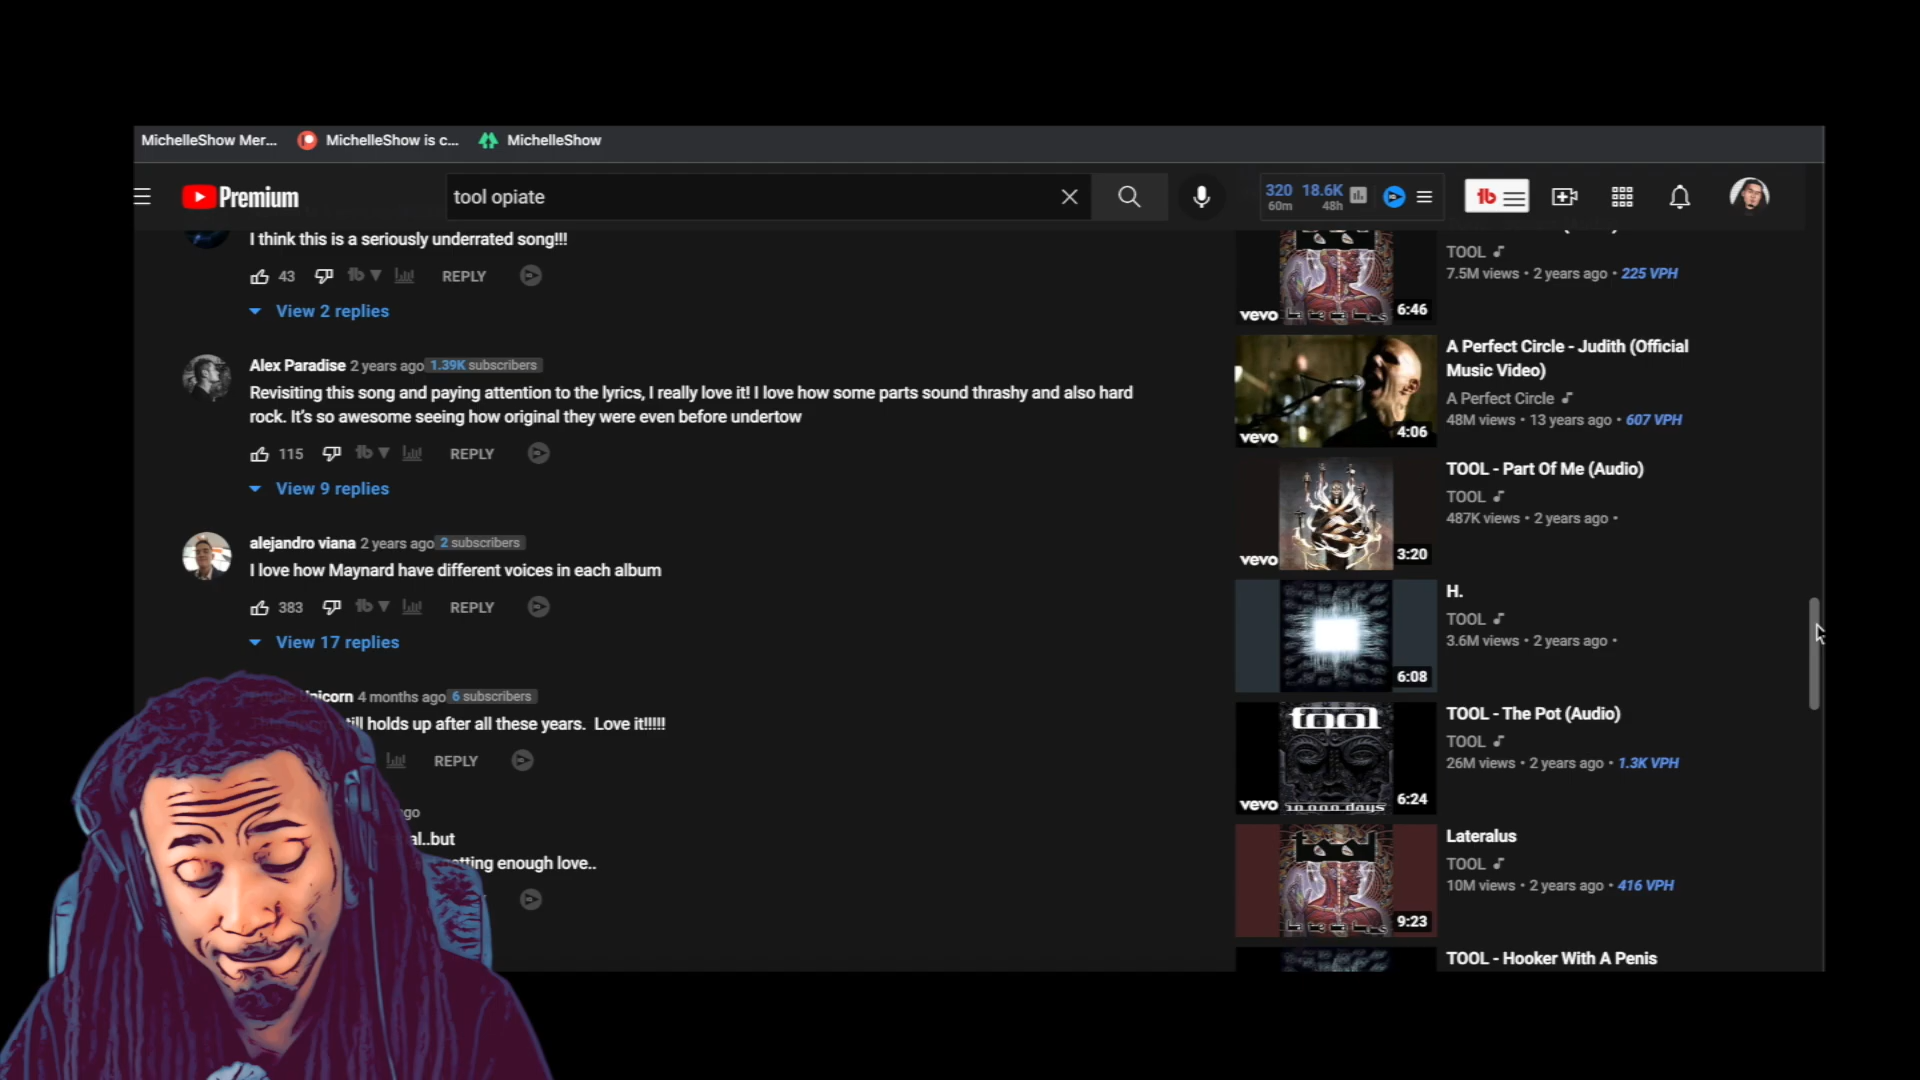 MichelleShow Mer...
MichelleShow is c...
MichelleShow
Premium
tool opiate
320
60m
18.6K
48h
I think this is a seriously underrated song!!!
43
REPLY
View 2 replies
Alex Paradise 2 years ago 1.39K subscribers
Revisiting this song and paying attention to the lyrics, I really love it! I love how some parts sound thrashy and also hard
rock. It's so awesome seeing how original they were even before undertow
115
REPLY
View 9 replies
alejandro viana 2 years ago 2 subscribers
I love how Maynard have different voices in each album
383
REPLY
View 17 replies
4 months ago 6 subscribers
holds up after all these years. Love it!!!!!
REPLY
al..but
enough love..
vevo
6:46
TOOL
7.5M views • 2 years ago • 225 VPH
vevo
4:06
A Perfect Circle - Judith (Official
Music Video)
A Perfect Circle
48M views • 13 years ago • 607 VPH
vevo
3:20
TOOL - Part Of Me (Audio)
TOOL
487K views • 2 years ago •
6:08
H.
TOOL
3.6M views • 2 years ago •
tool
10,000 days
vevo
6:24
TOOL - The Pot (Audio)
TOOL
26M views • 2 years ago • 1.3K VPH
9:23
Lateralus
TOOL
10M views • 2 years ago • 416 VPH
TOOL - Hooker With A Penis